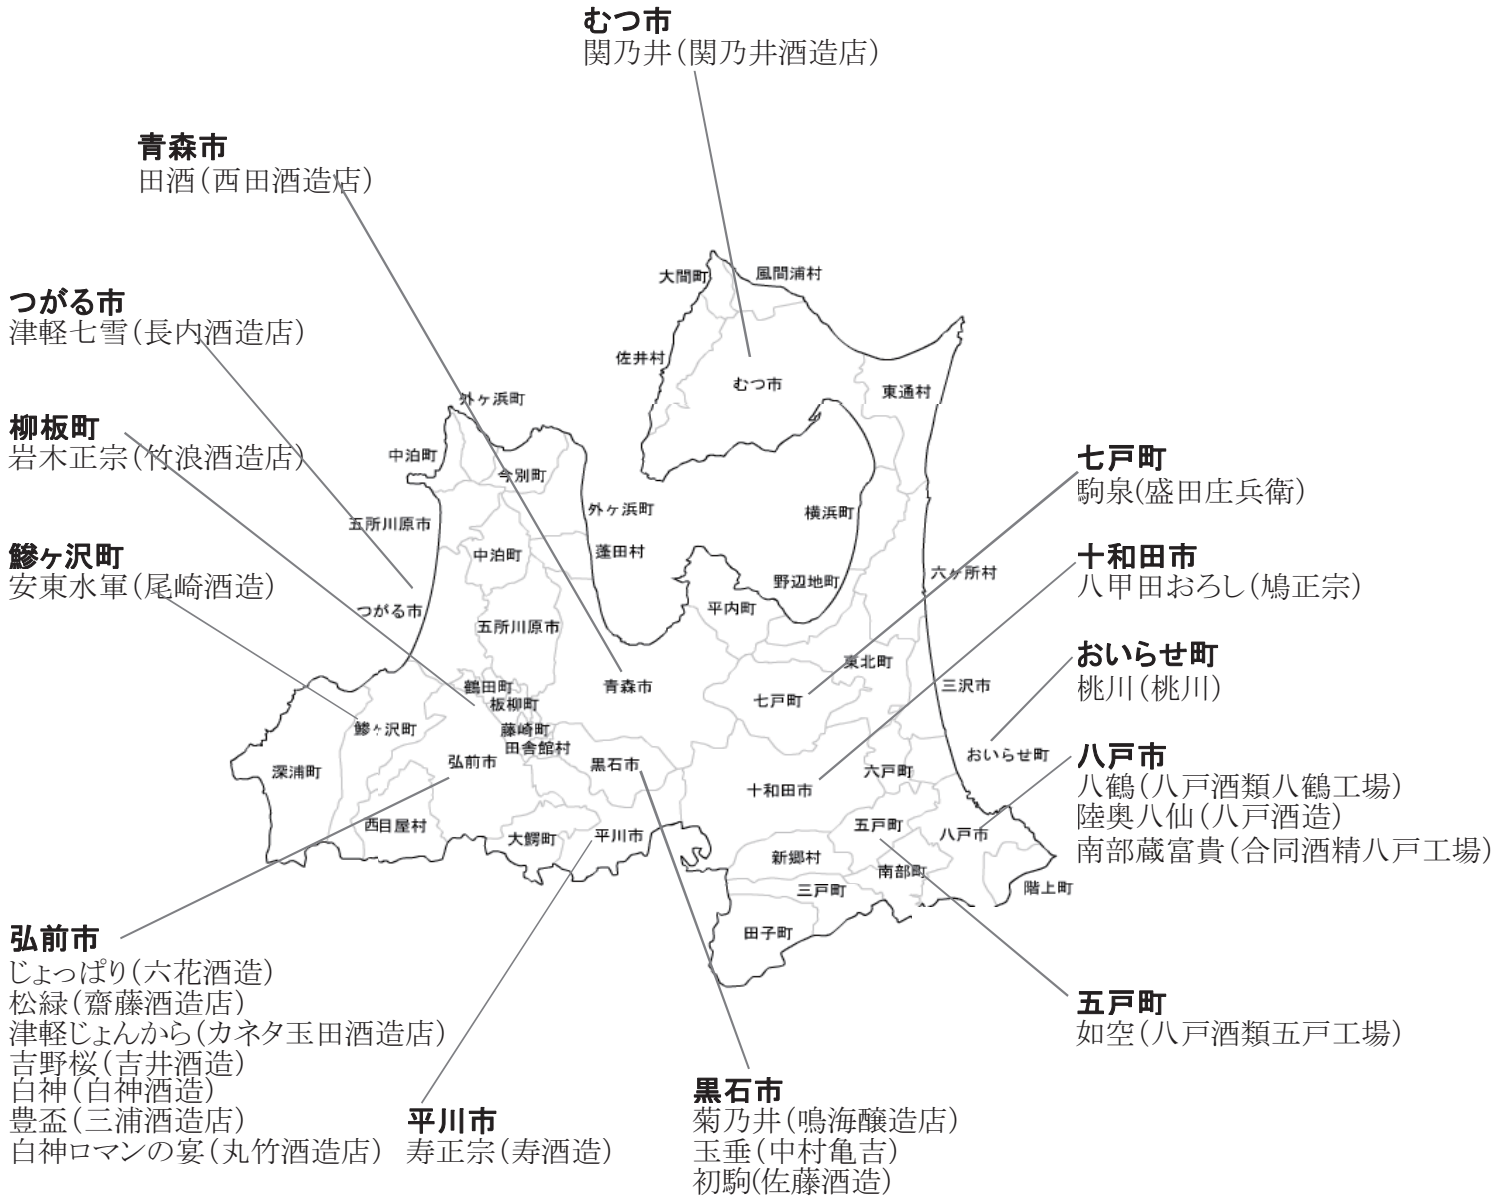 むつ市
関乃井（関乃井酒造店）
青森市
田酒（西田酒造店）
つがる市
津軽七雪（長内酒造店）
柳板町
岩木正宗（竹浪酒造店）
鰺ヶ沢町
安東水軍（尾崎酒造）
大間町
風間浦村
佐井村
むつ市
東通村
外ヶ浜町
中泊町
今別町
五所川原市
外ヶ浜町
横浜町
中泊町
蓬田村
野辺地町
六ヶ所村
つがる市
平内町
五所川原市
東北町
鶴田町
青森市
七戸町
三沢市
板柳町
鰺ヶ沢町
藤崎町
田舎館村
おいらせ町
深浦町
弘前市
黒石市
六戸町
十和田市
西目屋村
大鰐町
平川市
五戸町
八戸市
新郷村
南部町
三戸町
階上町
田子町
七戸町
駒泉(盛田庄兵衛）
十和田市
八甲田おろし（鳩正宗）
おいらせ町
桃川（桃川）
八戸市
八鶴（八戸酒類八鶴工場）
陸奥八仙（八戸酒造）
南部蔵富貴（合同酒精八戸工場）
五戸町
如空（八戸酒類五戸工場）
弘前市
じょっぱり（六花酒造）
松緑（齋藤酒造店）
津軽じょんから（カネタ玉田酒造店）
吉野桜（吉井酒造）
白神（白神酒造）
豊盃（三浦酒造店）
白神ロマンの宴（丸竹酒造店）
平川市
寿正宗（寿酒造）
黒石市
菊乃井（鳴海醸造店）
玉垂（中村亀吉）
初駒(佐藤酒造）